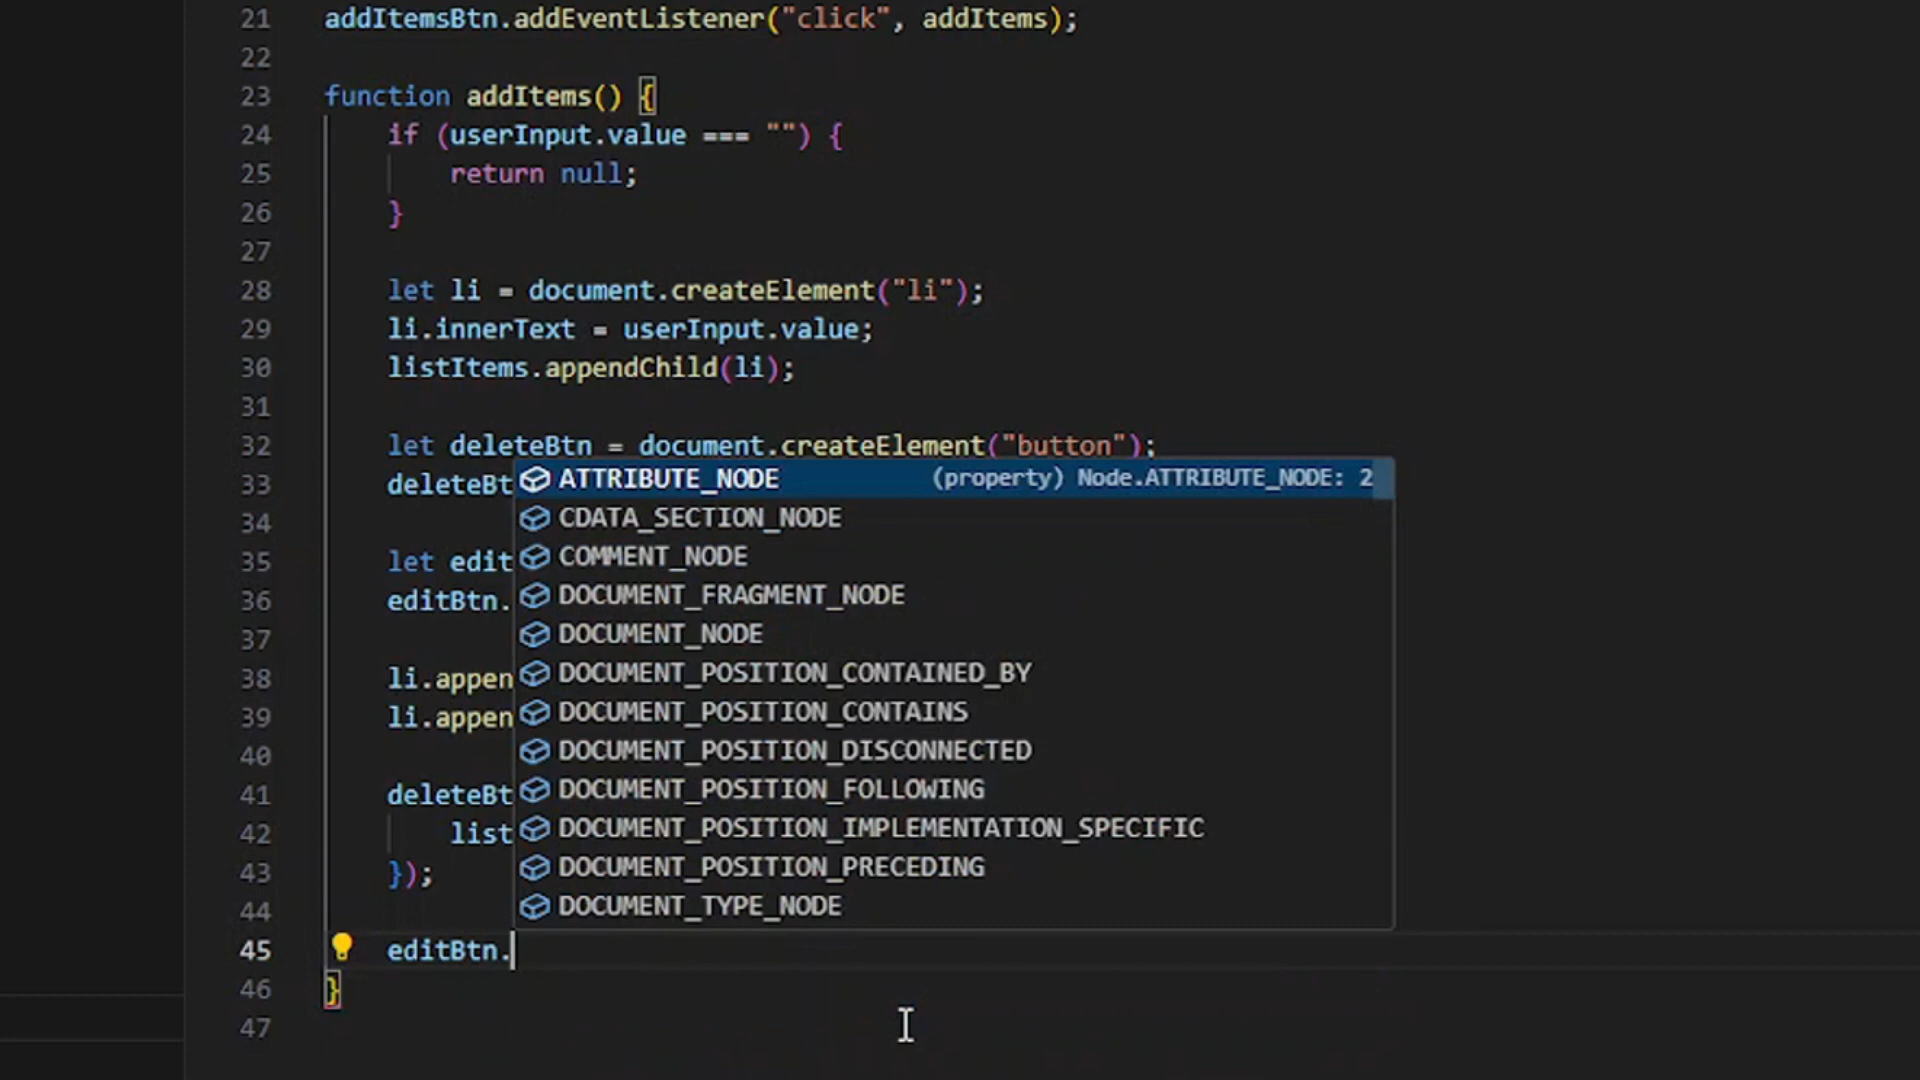 21 addItemsBtn.addEventListener("click", addItems);
22
23 function addItems() {
24 if (userInput.value === "") {
25 return null;
26 }
27
28 let li = document.createElement("li");
29 li.innerText = userInput.value;
30 listItems.appendChild(li);
31
32 let deleteBtn = document.createElement("button");
33 deleteBt
ATTRIBUTE_NODE (property) Node.ATTRIBUTE_NODE: 2
34
CDATA_SECTION_NODE
35 let edit
COMMENT_NODE
36 editBtn.
DOCUMENT_FRAGMENT_NODE
37
DOCUMENT_NODE
38 li.appen
DOCUMENT_POSITION_CONTAINED_BY
39 li.appen
DOCUMENT_POSITION_CONTAINS
40
DOCUMENT_POSITION_DISCONNECTED
41 deleteBt
DOCUMENT_POSITION_FOLLOWING
42 list
DOCUMENT_POSITION_IMPLEMENTATION_SPECIFIC
43 });
DOCUMENT_POSITION_PRECEDING
44
DOCUMENT_TYPE_NODE
45 editBtn.
46 }
47